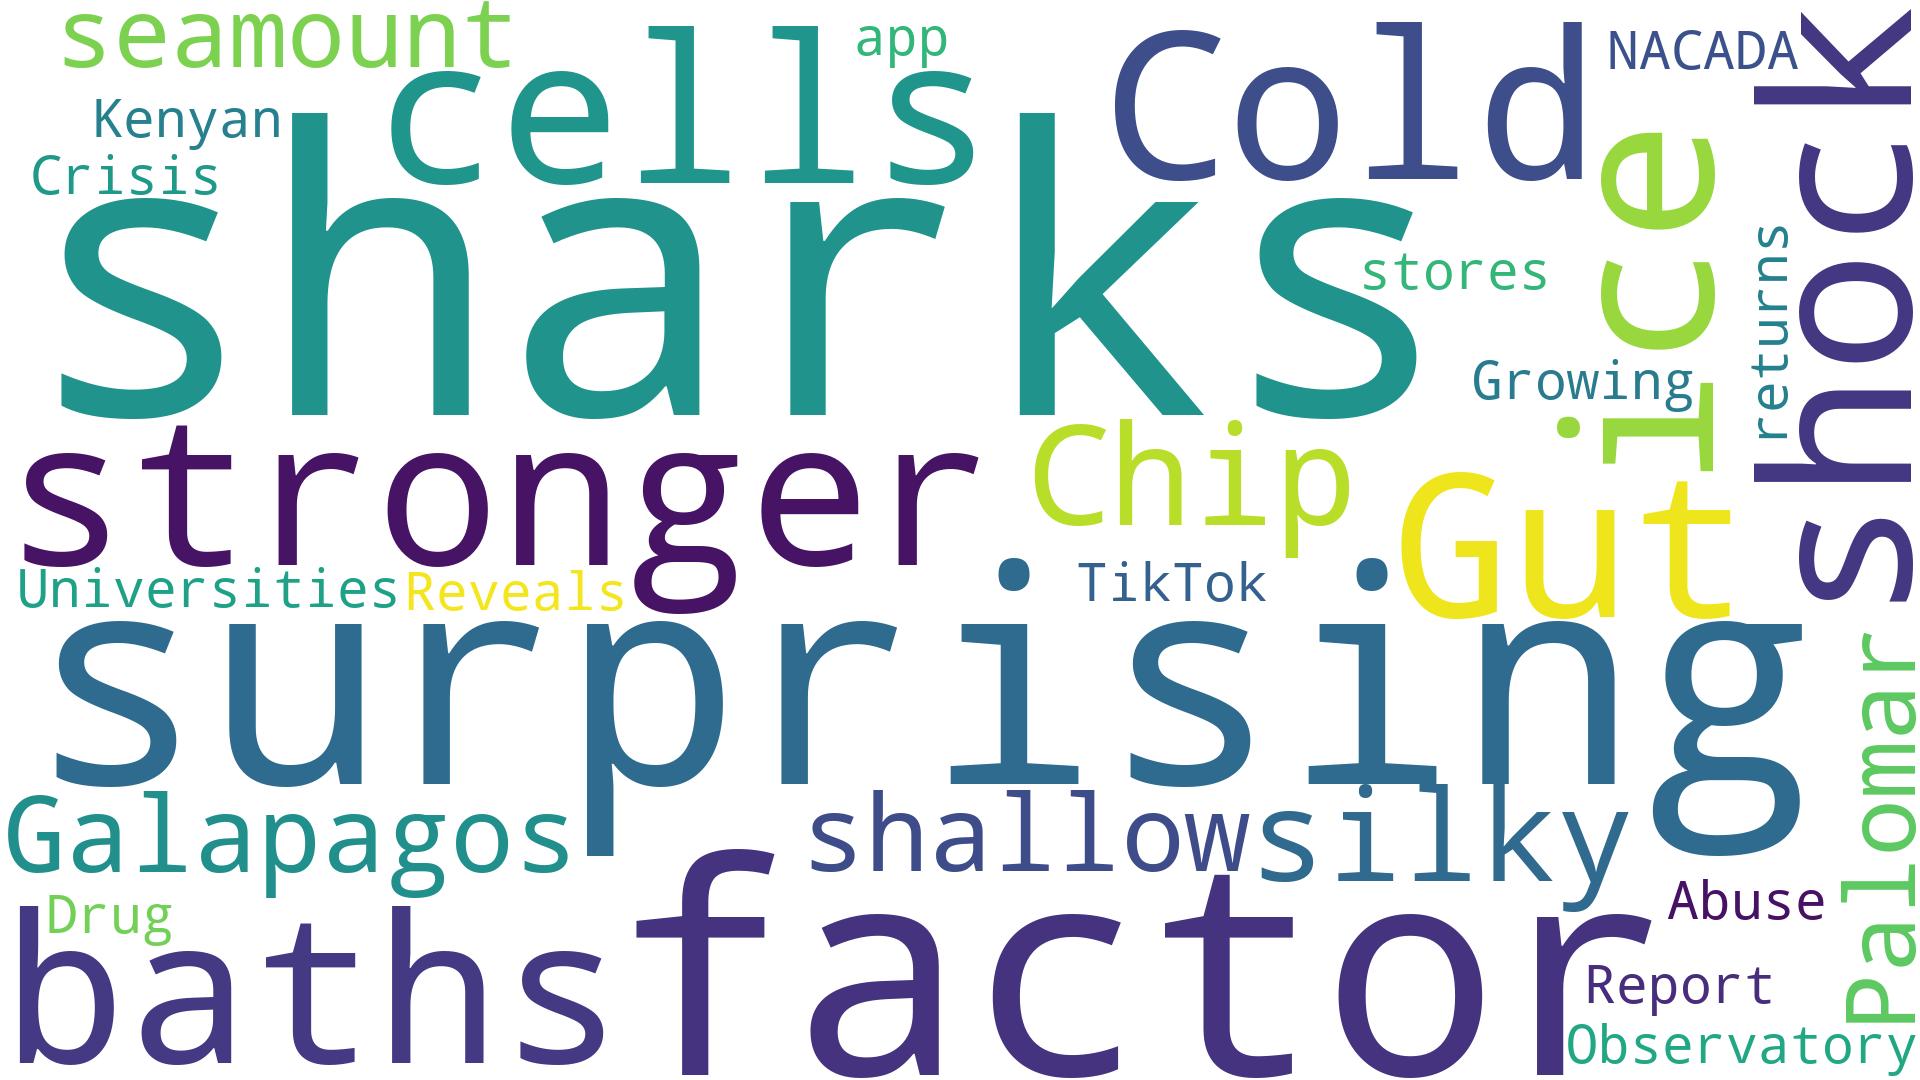 seamount
cells
app
Cold
NACADA
shock
Kenyan
Crisis
sharks
ice
stores
returns
Growing
stronger
Chip
Gut
Universities
Reveals
TikTok
surprising
Palomar
Galapagos
shallow
silky
Drug
baths
factor
Abuse
Report
Observatory